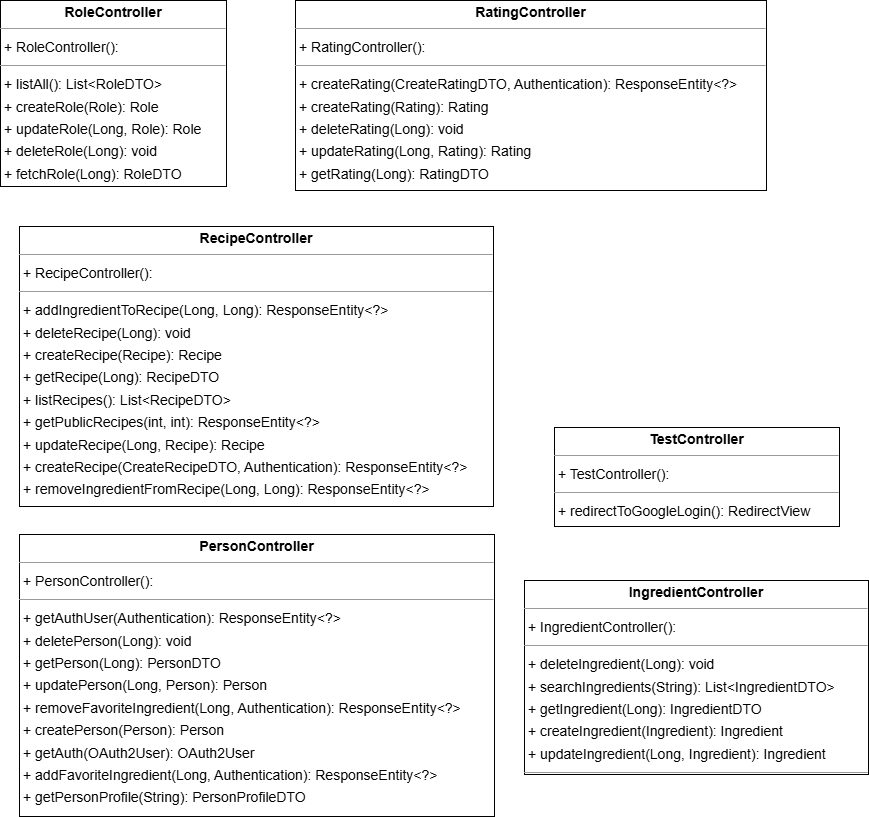 RoleController
+ RoleController():
+ listAll(): List<RoleDTO>
+ createRole(Role): Role
+ updateRole(Long, Role): Role
+ deleteRole(Long): void
+ fetchRole(Long): RoleDTO
RatingController
+ RatingController():
+ createRating(CreateRatingDTO, Authentication): ResponseEntity<?>
+ createRating(Rating): Rating
+ deleteRating(Long): void
+ updateRating(Long, Rating): Rating
+ getRating(Long): RatingDTO
RecipeController
+ RecipeController():
+ addIngredientToRecipe(Long, Long): ResponseEntity<?>
+ deleteRecipe(Long): void
+ createRecipe(Recipe): Recipe
+ getRecipe(Long): RecipeDTO
+ listRecipes(): List<RecipeDTO>
+ getPublicRecipes(int, int): ResponseEntity<?>
+ updateRecipe(Long, Recipe): Recipe
+ createRecipe(CreateRecipeDTO, Authentication): ResponseEntity<?>
+ removeIngredientFromRecipe(Long, Long): ResponseEntity<?>
TestController
+ TestController():
+ redirectToGoogleLogin(): RedirectView
PersonController
+ PersonController():
+ getAuthUser(Authentication): ResponseEntity<?>
+ deletePerson(Long): void
+ getPerson(Long): PersonDTO
+ updatePerson(Long, Person): Person
+ removeFavoriteIngredient(Long, Authentication): ResponseEntity<?>
+ createPerson(Person): Person
+ getAuth(OAuth2User): OAuth2User
+ addFavoriteIngredient(Long, Authentication): ResponseEntity<?>
+ getPersonProfile(String): PersonProfileDTO
IngredientController
+ IngredientController():
+ deleteIngredient(Long): void
+ searchIngredients(String): List<IngredientDTO>
+ getIngredient(Long): IngredientDTO
+ createIngredient(Ingredient): Ingredient
+ updateIngredient(Long, Ingredient): Ingredient